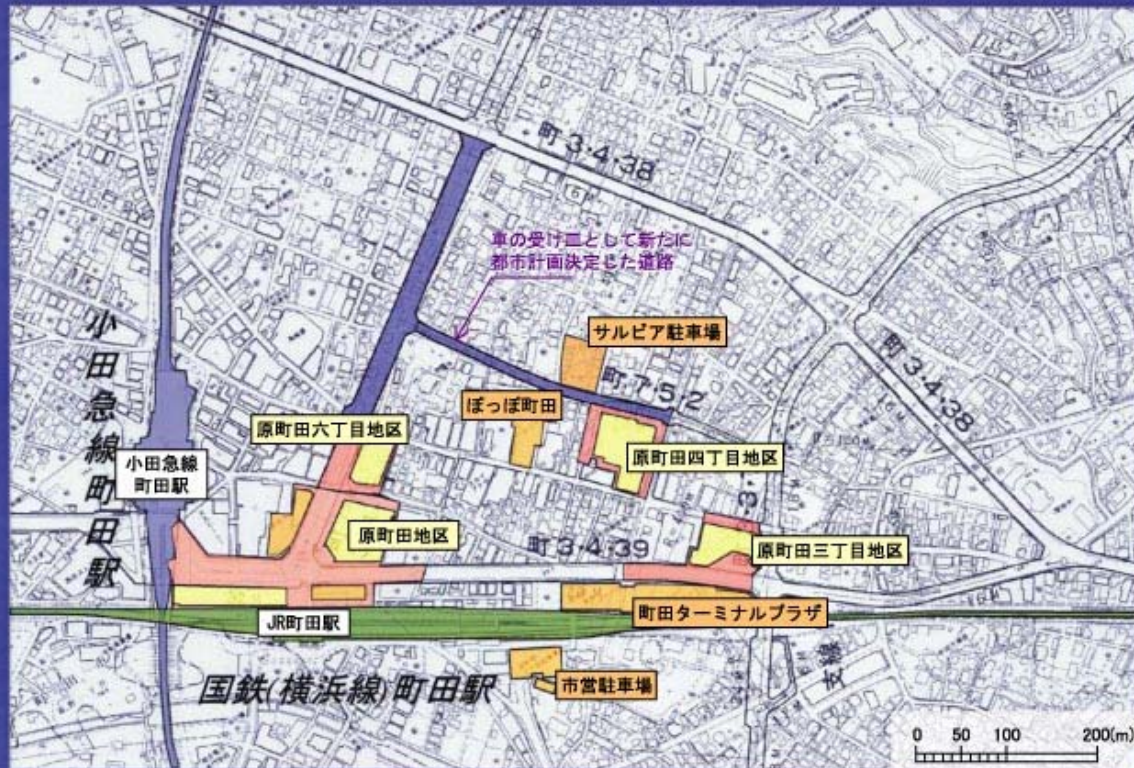 町3・4・38
車の受け皿として新たに
都市計画決定した道路
サルビア駐車場
町・7・5・2
町3・4・38
小田急線町田駅
ぽっぽ町田
原町田六丁目地区
小田急線
町田駅
原町田四丁目地区
原町田地区
町3・4・39
原町田三丁目地区
町田ターミナルプラザ
JR町田駅
支線
国鉄(横浜線)町田駅
市営駐車場
0 50 100 200(m)